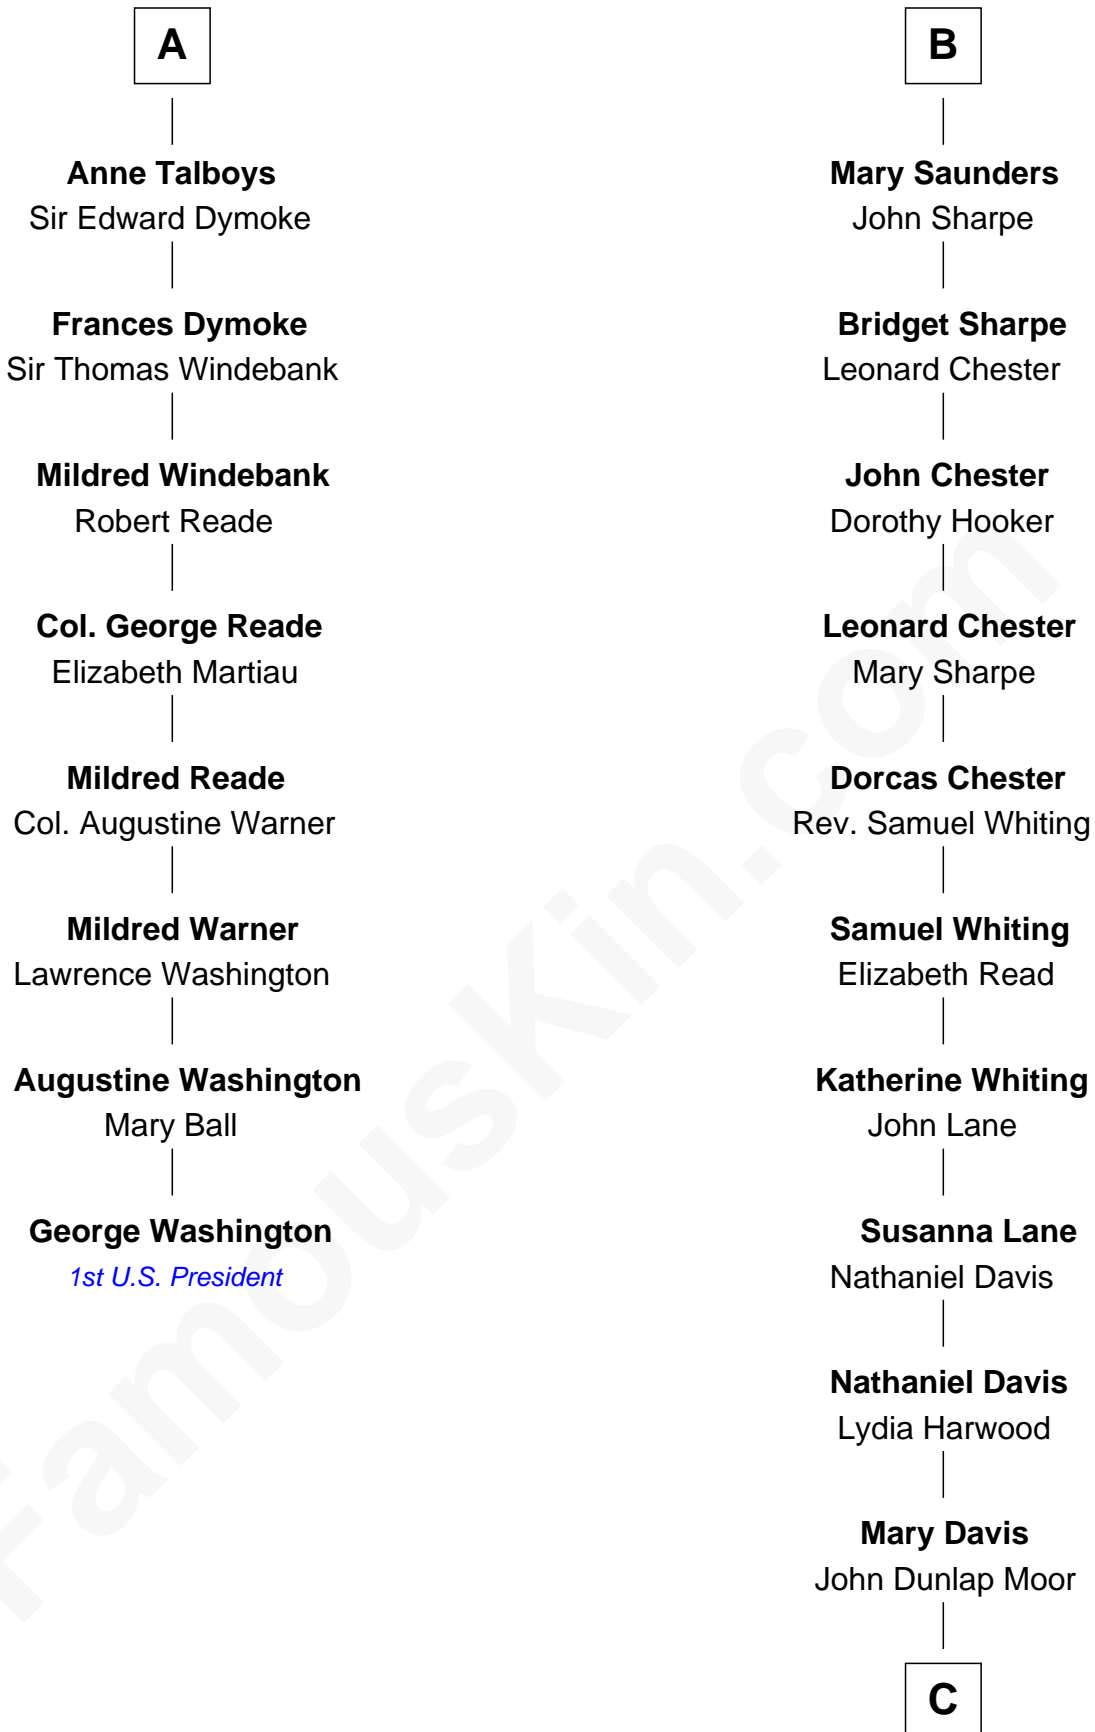 A
Anne Talboys
Sir Edward Dymoke
Frances Dymoke
Sir Thomas Windebank
Mildred Windebank
Robert Reade
Col. George Reade
Elizabeth Martiau
Mildred Reade
Col. Augustine Warner
Mildred Warner
Lawrence Washington
Augustine Washington
Mary Ball
George Washington
1st U.S. President
B
Mary Saunders
John Sharpe
Bridget Sharpe
Leonard Chester
John Chester
Dorothy Hooker
Leonard Chester
Mary Sharpe
Dorcas Chester
Rev. Samuel Whiting
Samuel Whiting
Elizabeth Read
Katherine Whiting
John Lane
Susanna Lane
Nathaniel Davis
Nathaniel Davis
Lydia Harwood
Mary Davis
John Dunlap Moor
C
FamousKin.com